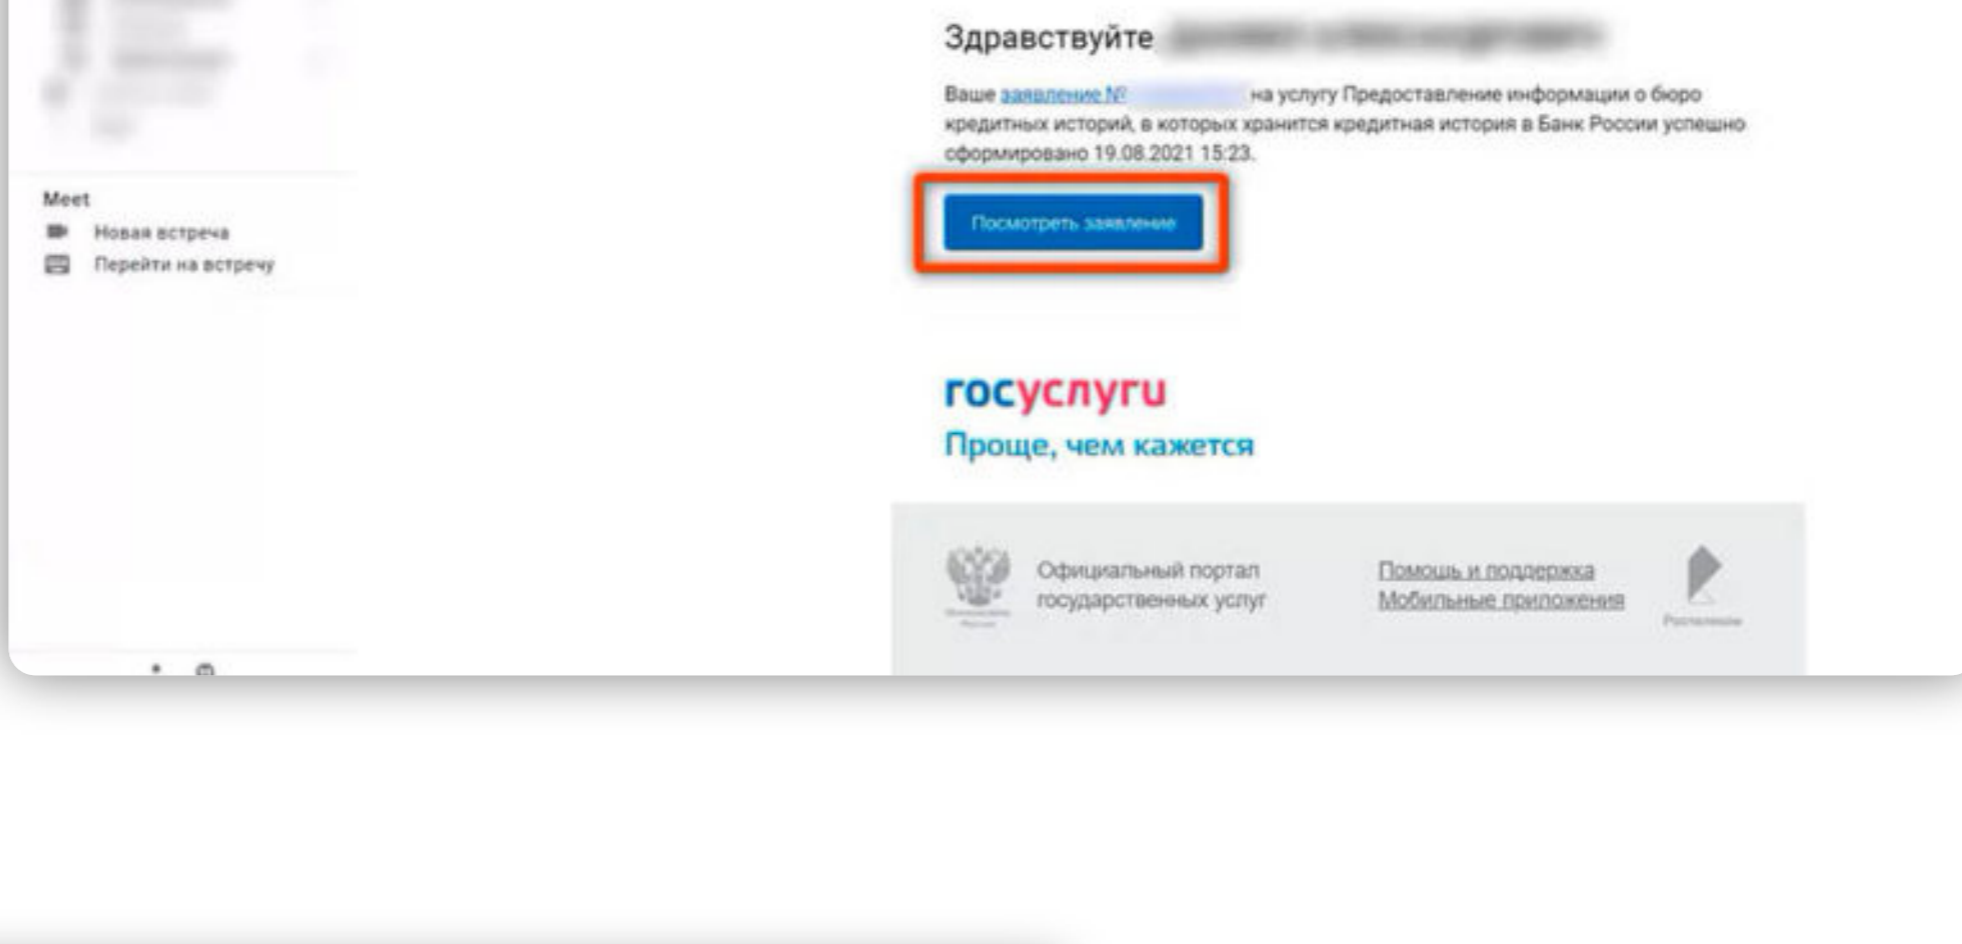 Здравствуйте
Ваше заявление № на услугу Предоставление информации о бюро
кредитных историй, в которых хранится кредитная история в Банк России успешно
сформировано 19.08.2021 15:23.
Посмотреть заявление
Meet
Новая встреча
Перейти на встречу
госуслуги
Проще, чем кажется
Официальный портал
государственных услуг
Помощь и поддержка
Мобильные приложения
Ростелеком